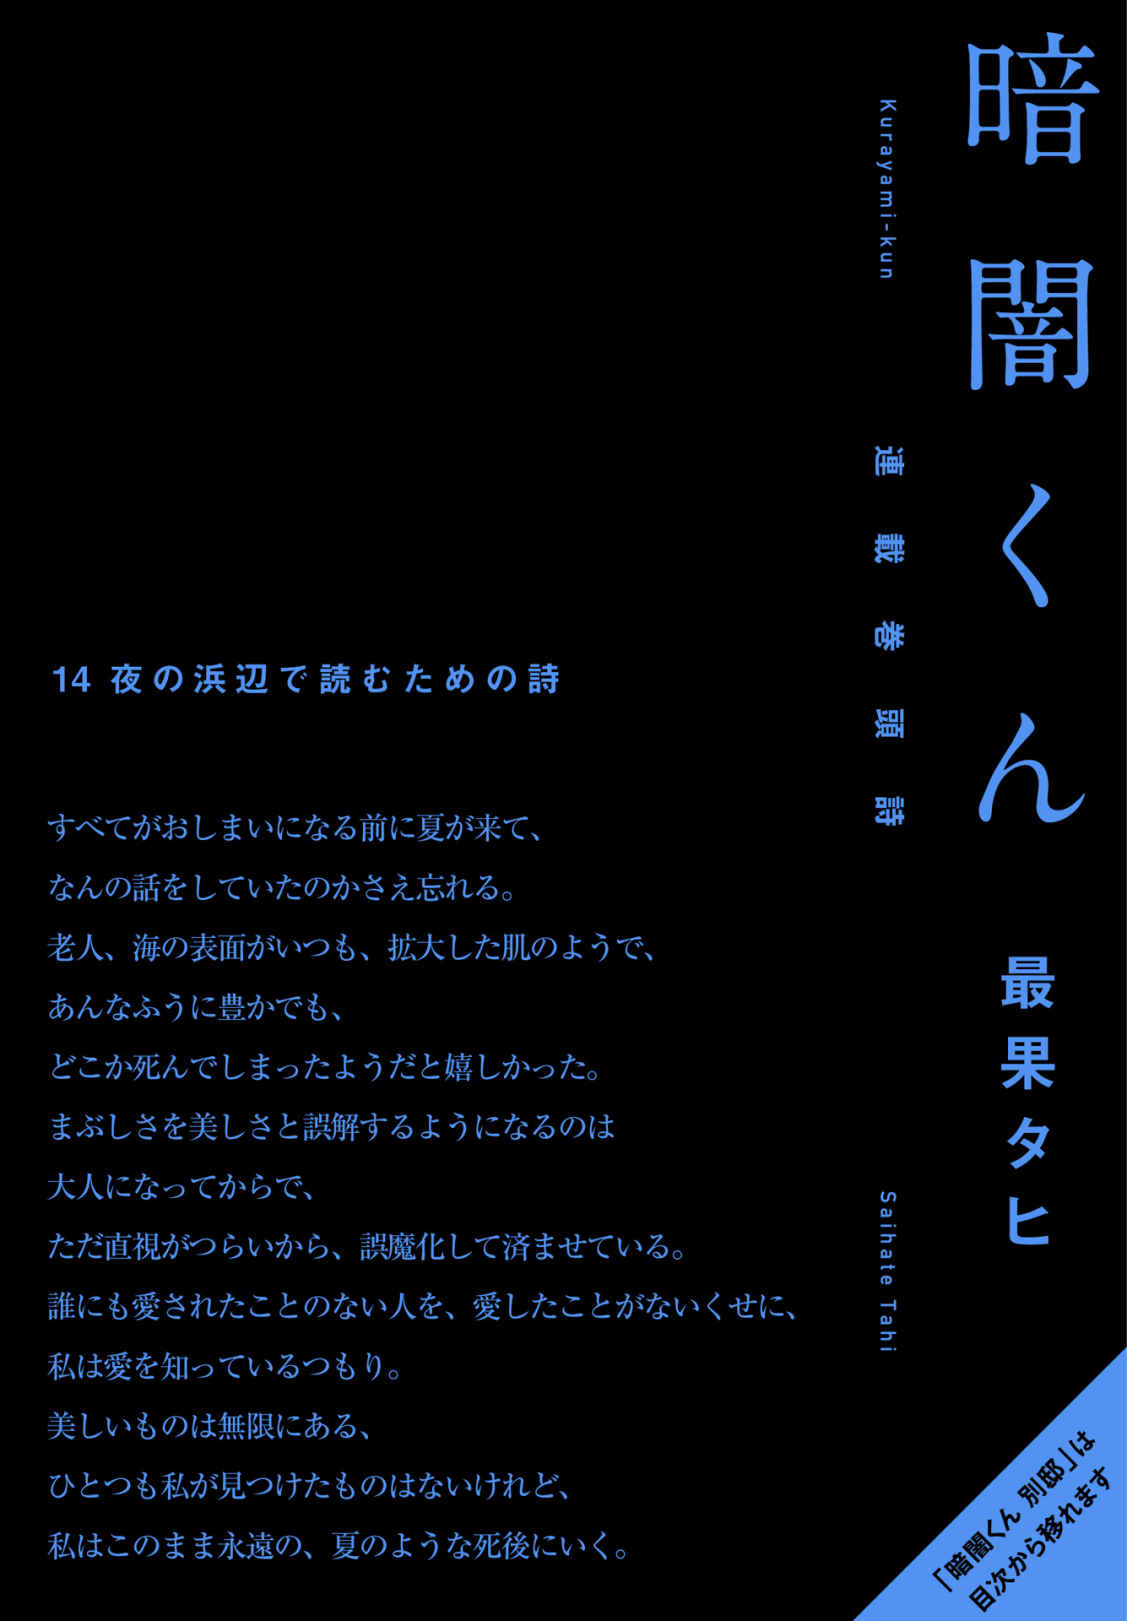 暗闇くん
Kurayami-kun
連載巻頭詩
最果タヒ
Saihate Tahi
14 夜の浜辺で読むための詩
すべてがおしまいになる前に夏が来て、
なんの話をしていたのかさえ忘れる。
老人、海の表面がいつも、拡大した肌のようで、
あんなふうに豊かでも、
どこか死んでしまったようだと嬉しかった。
まぶしさを美しさと誤解するようになるのは
大人になってからで、
ただ直視がつらいから、誤魔化して済ませている。
誰にも愛されたことのない人を、愛したことがないくせに、
私は愛を知っているつもり。
美しいものは無限にある、
ひとつも私が見つけたものはないけれど、
私はこのまま永遠の、夏のような死後にいく。
「暗闇くん 別邸」は
目次から移れます